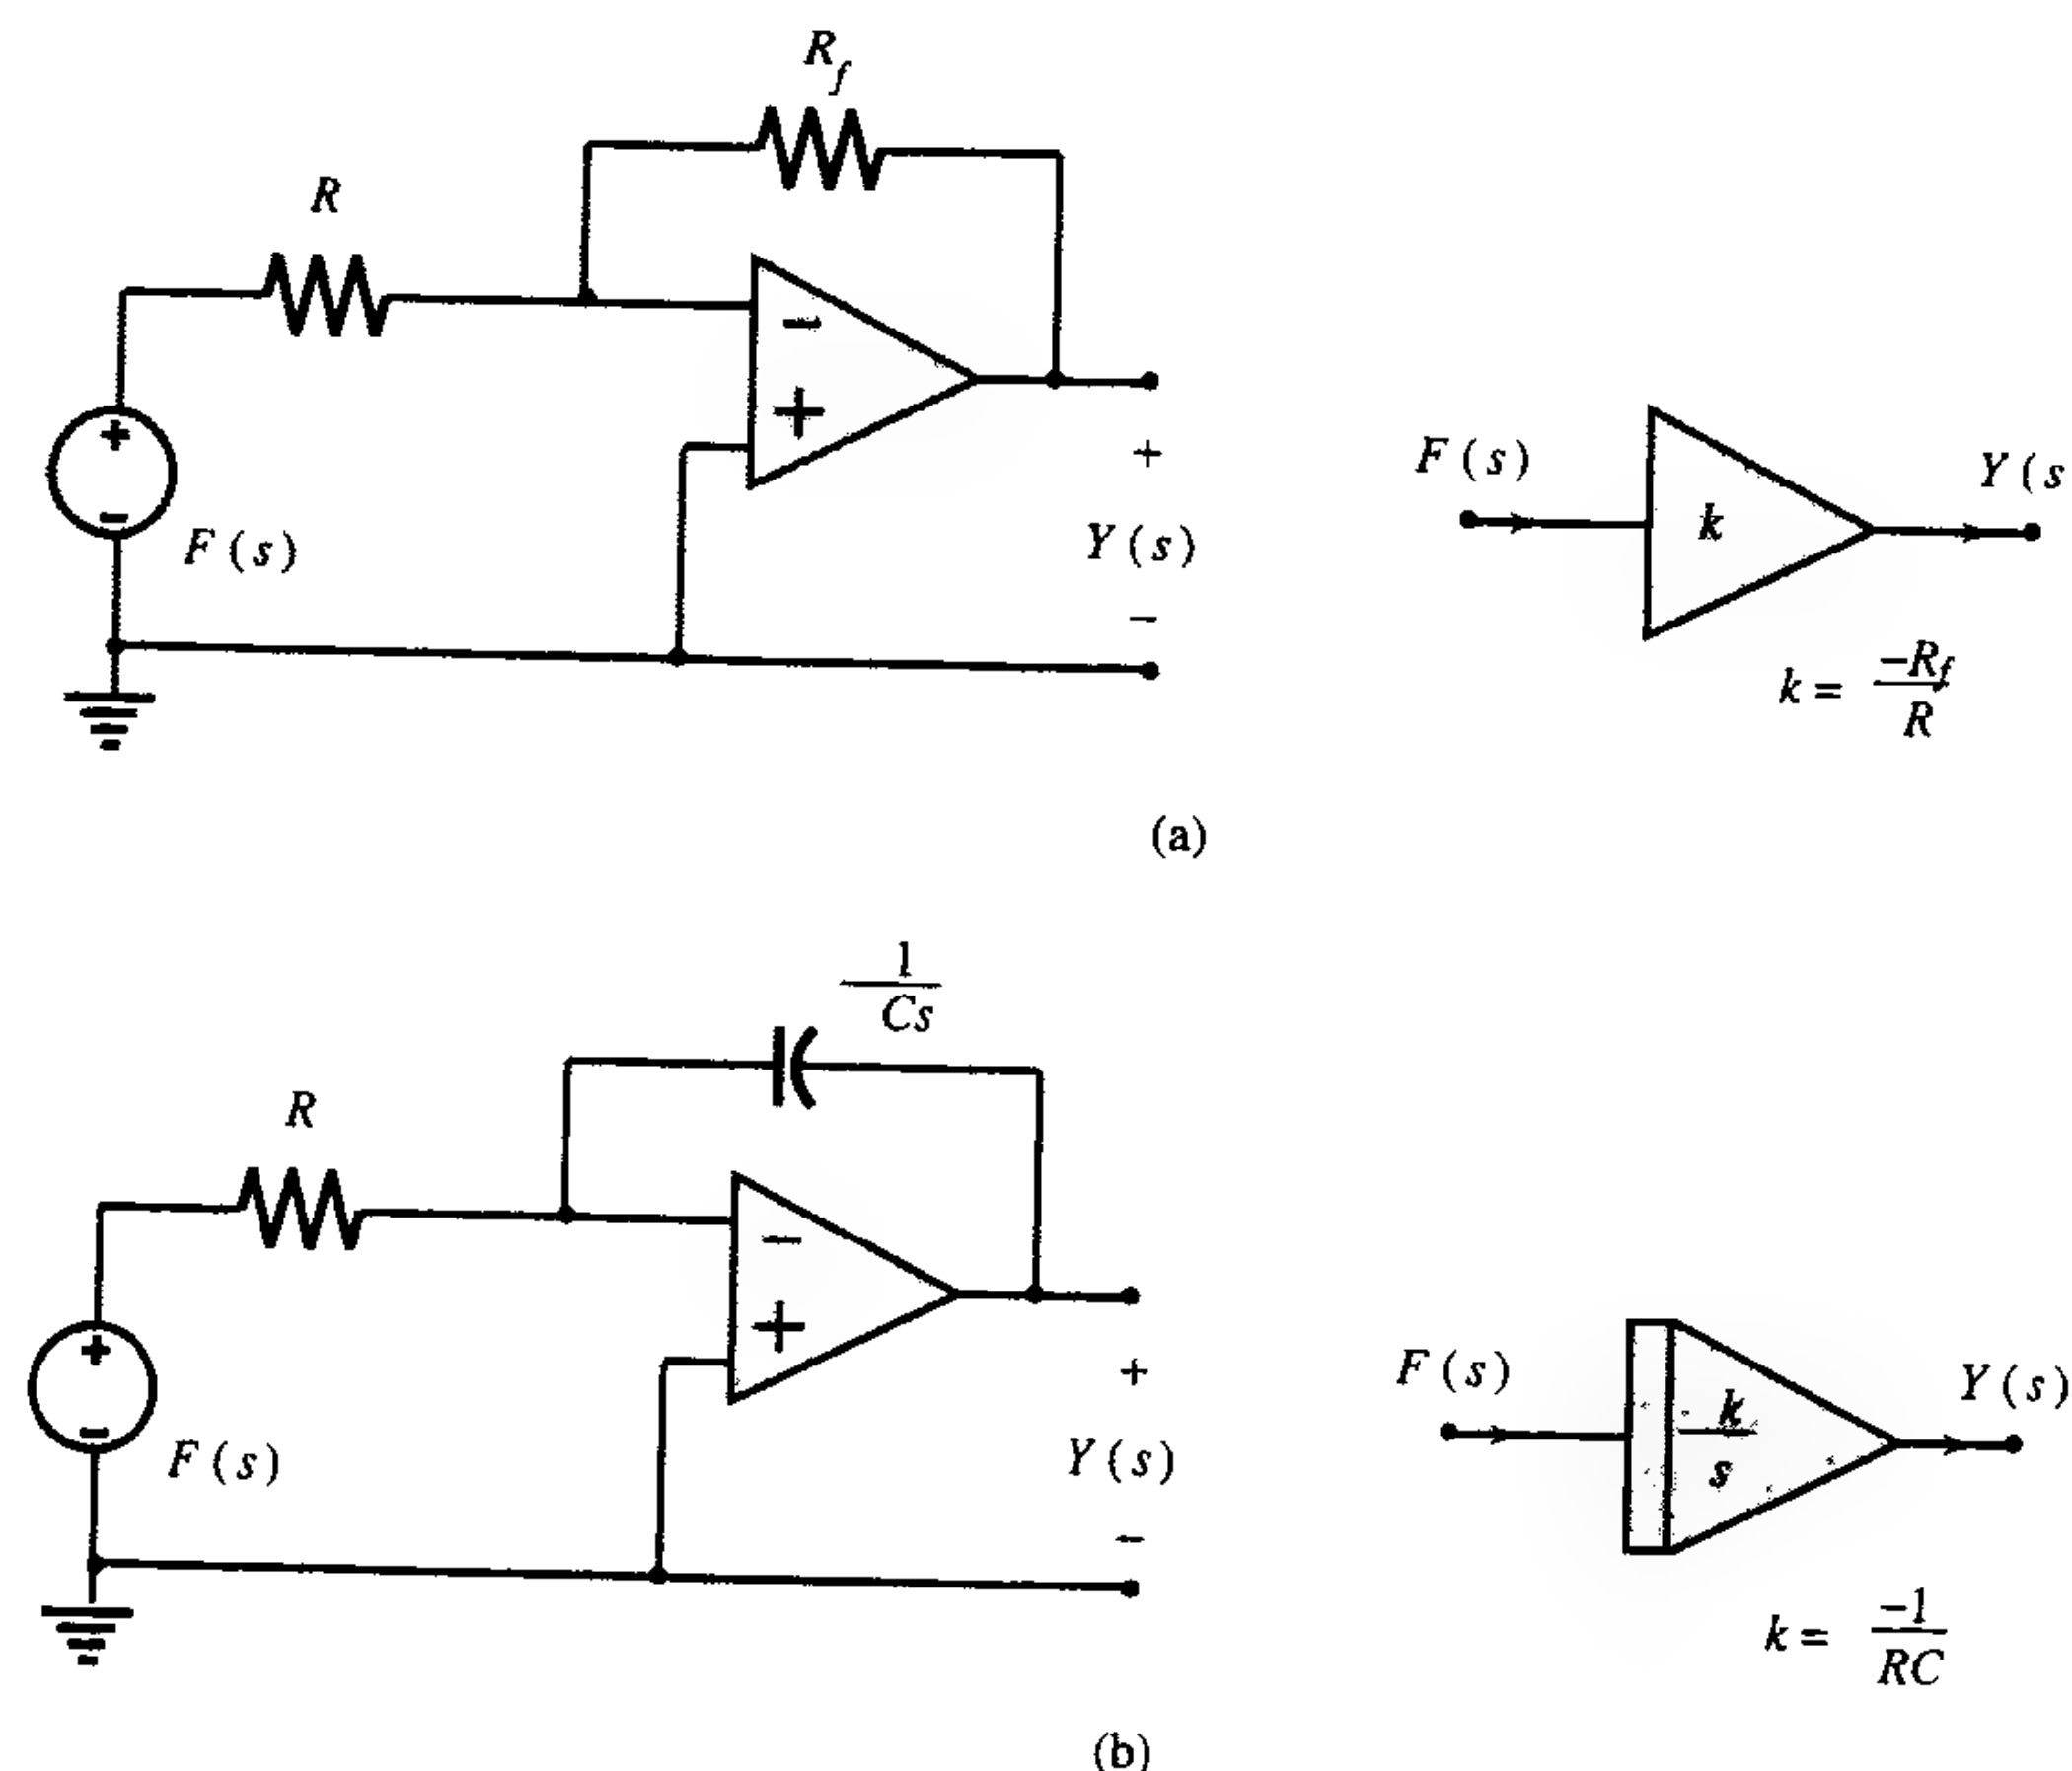 R_f
R
−
+
+
−
F(s)
+
Y(s)
−
F(s)
k
Y(s
k = −R_f / R
(a)
1 / Cs
R
−
+
+
−
F(s)
+
Y(s)
−
F(s)
k / s
Y(s)
k = −1 / RC
(b)